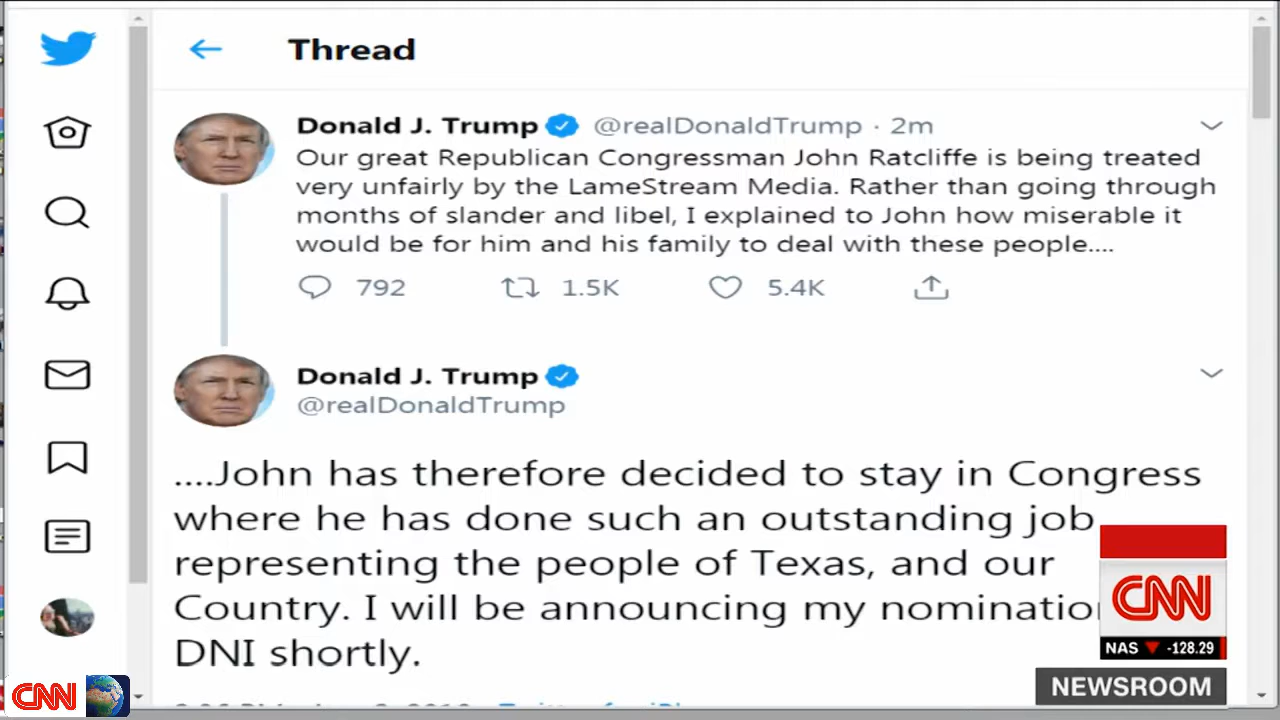 Thread
Donald J. Trump @realDonaldTrump · 2m
Our great Republican Congressman John Ratcliffe is being treated
very unfairly by the LameStream Media. Rather than going through
months of slander and libel, I explained to John how miserable it
would be for him and his family to deal with these people....
792 1.5K 5.4K
Donald J. Trump
@realDonaldTrump
....John has therefore decided to stay in Congress
where he has done such an outstanding job
representing the people of Texas, and our
Country. I will be announcing my nominatio
DNI shortly.
CNN
NAS -128.29
NEWSROOM
CNN